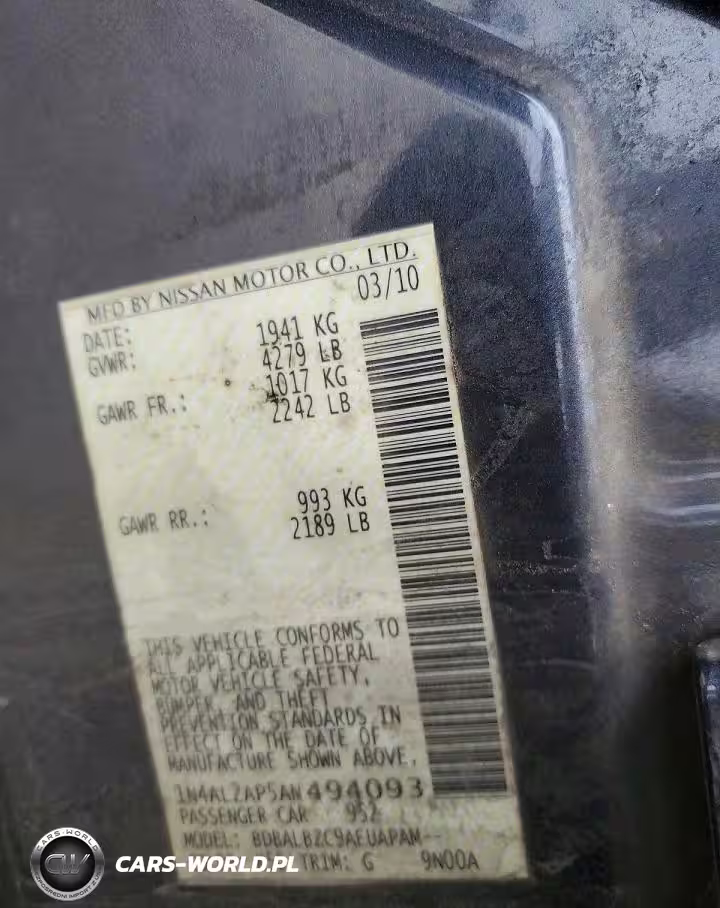 MFD BY NISSAN MOTOR CO., LTD.
DATE: 03/10
GVWR: 1941 KG
4279 LB
GAWR FR.: 1017 KG
2242 LB
GAWR RR.: 993 KG
2189 LB
THIS VEHICLE CONFORMS TO
ALL APPLICABLE FEDERAL
MOTOR VEHICLE SAFETY,
BUMPER, AND THEFT
PREVENTION STANDARDS IN
EFFECT ON THE DATE OF
MANUFACTURE SHOWN ABOVE.
1N4AL2AP5AN494093
PASSENGER CAR 952
MODEL:
TRIM: G 9N00A
CARS-WORLD
CW
CARS-WORLD.PL